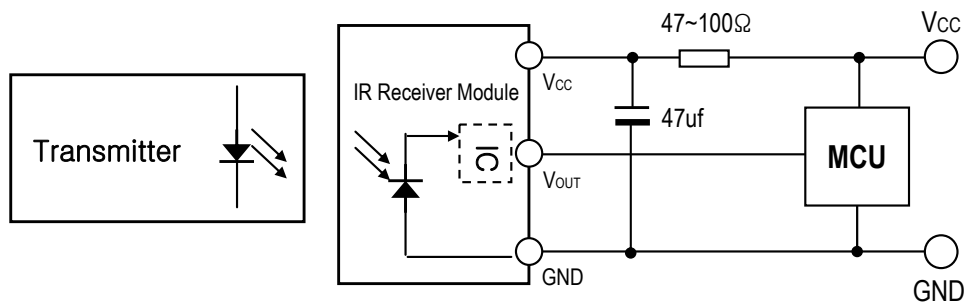 Transmitter
IR Receiver Module
IC
VCC
VOUT
GND
47~100Ω
47uf
MCU
VCC
GND